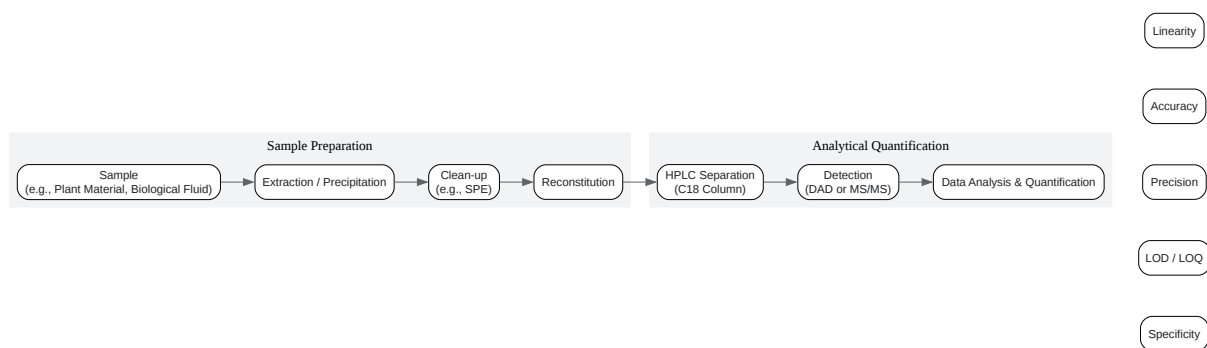 Linearity
Accuracy
Sample Preparation
Analytical Quantification
Sample
(e.g., Plant Material, Biological Fluid)
Extraction / Precipitation
Clean-up
(e.g., SPE)
Reconstitution
HPLC Separation
(C18 Column)
Detection
(DAD or MS/MS)
Data Analysis & Quantification
Precision
LOD / LOQ
Specificity